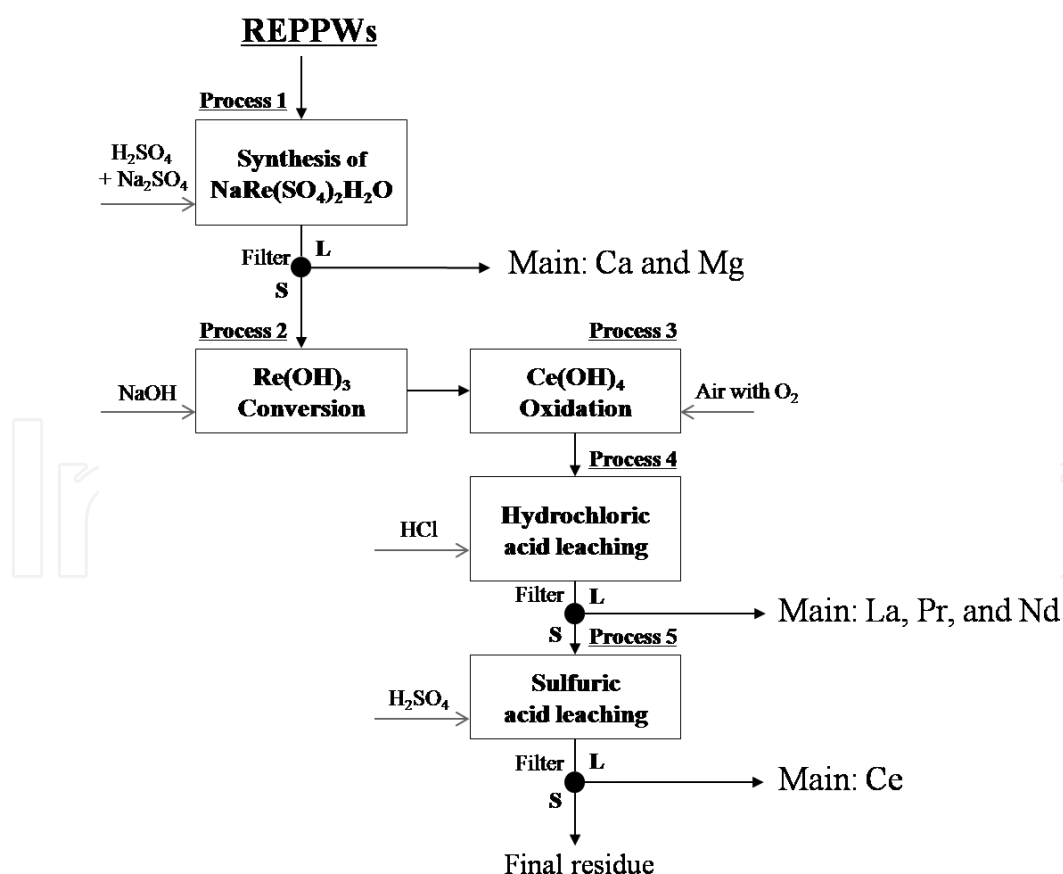 REPPWs
Process 1
H₂SO₄
+ Na₂SO₄
Synthesis of
NaRe(SO₄)₂H₂O
Filter
L
S
Main: Ca and Mg
Process 2
Process 3
NaOH
Re(OH)₃
Conversion
Ce(OH)₄
Oxidation
Air with O₂
Process 4
HCl
Hydrochloric
acid leaching
Filter
L
S
Main: La, Pr, and Nd
Process 5
H₂SO₄
Sulfuric
acid leaching
Filter
L
S
Main: Ce
Final residue